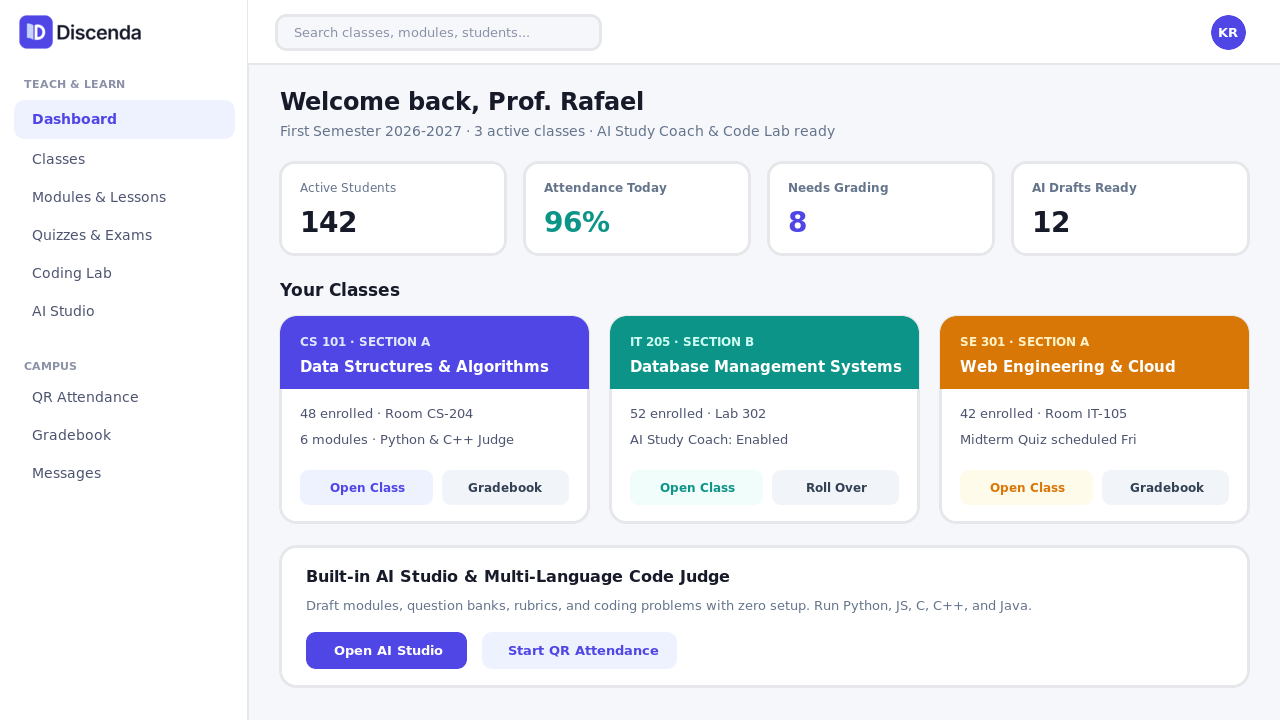 Discenda
Search classes, modules, students...
KR
TEACH & LEARN
Dashboard
Classes
Modules & Lessons
Quizzes & Exams
Coding Lab
AI Studio
CAMPUS
QR Attendance
Gradebook
Messages
Welcome back, Prof. Rafael
First Semester 2026-2027 · 3 active classes · AI Study Coach & Code Lab ready
Active Students
142
Attendance Today
96%
Needs Grading
8
AI Drafts Ready
12
Your Classes
CS 101 · SECTION A
Data Structures & Algorithms
48 enrolled · Room CS-204
6 modules · Python & C++ Judge
Open Class
Gradebook
IT 205 · SECTION B
Database Management Systems
52 enrolled · Lab 302
AI Study Coach: Enabled
Open Class
Roll Over
SE 301 · SECTION A
Web Engineering & Cloud
42 enrolled · Room IT-105
Midterm Quiz scheduled Fri
Open Class
Gradebook
Built-in AI Studio & Multi-Language Code Judge
Draft modules, question banks, rubrics, and coding problems with zero setup. Run Python, JS, C, C++, and Java.
Open AI Studio
Start QR Attendance